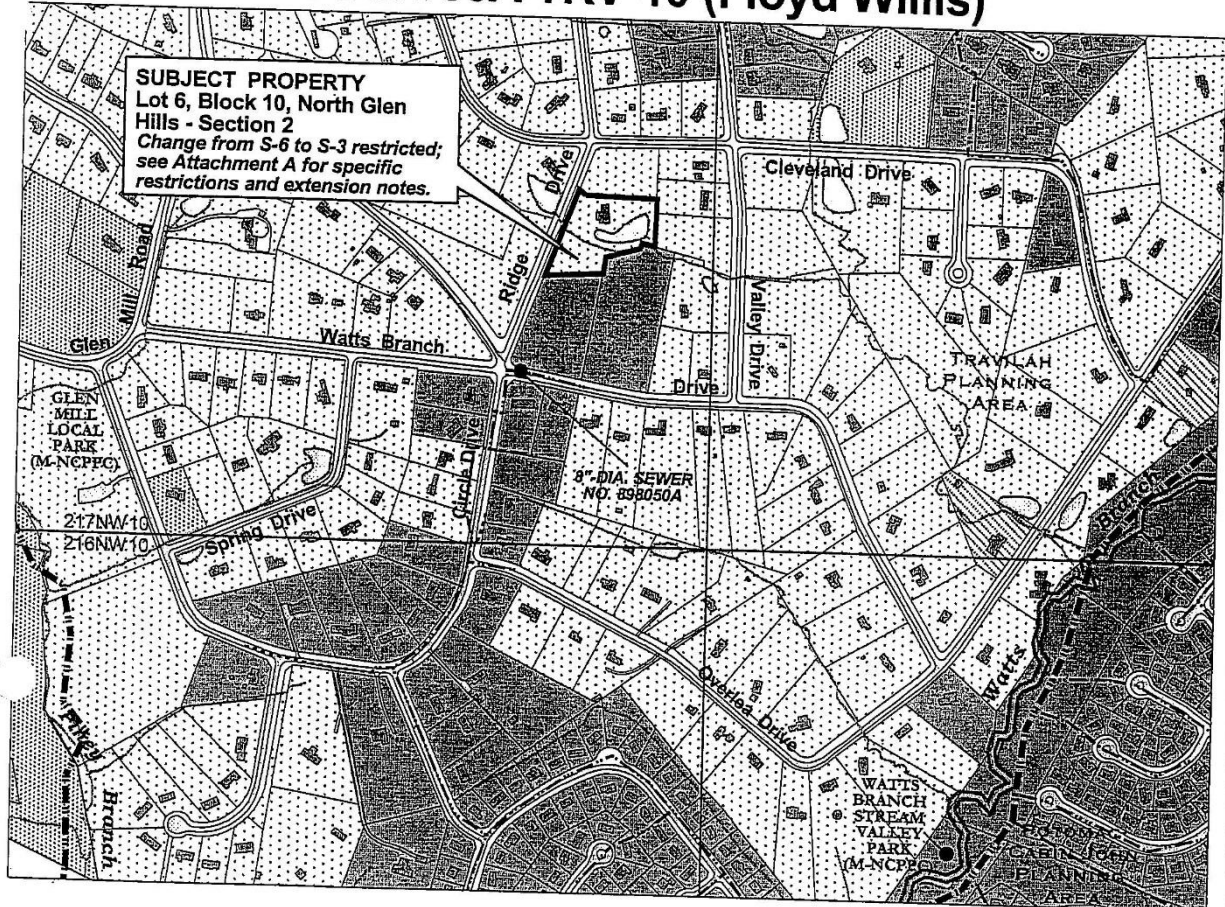 (Floyd Willis)
SUBJECT PROPERTY
Lot 6, Block 10, North Glen
Hills - Section 2
Change from S-6 to S-3 restricted;
see Attachment A for specific
restrictions and extension notes.
Cleveland Drive
Ridge Drive
Glen Mill Road
Watts Branch Drive
Valley Drive
TRAVILAH
PLANNING
AREA
GLEN
MILL
LOCAL
PARK
(M-NCPPC)
Circle Drive
8"-DIA. SEWER
NO. 898050A
217NW10
216NW10
Spring Drive
Overlea Drive
Watts Branch
Piney Branch
WATTS
BRANCH
STREAM
VALLEY
PARK
(M-NCPPC)
POTOMAC
CABIN JOHN
PLANNING
AREA